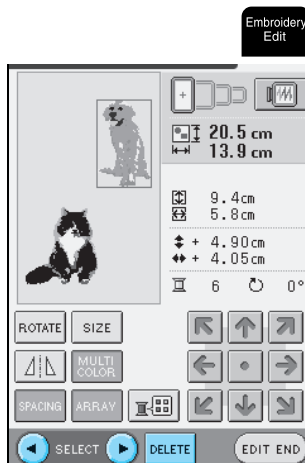 Embroidery
Edit
20.5 cm
13.9 cm
9.4cm
5.8cm
+ 4.90cm
+ 4.05cm
6 0°
ROTATE SIZE
MULTI
COLOR
SPACING ARRAY
SELECT DELETE EDIT END